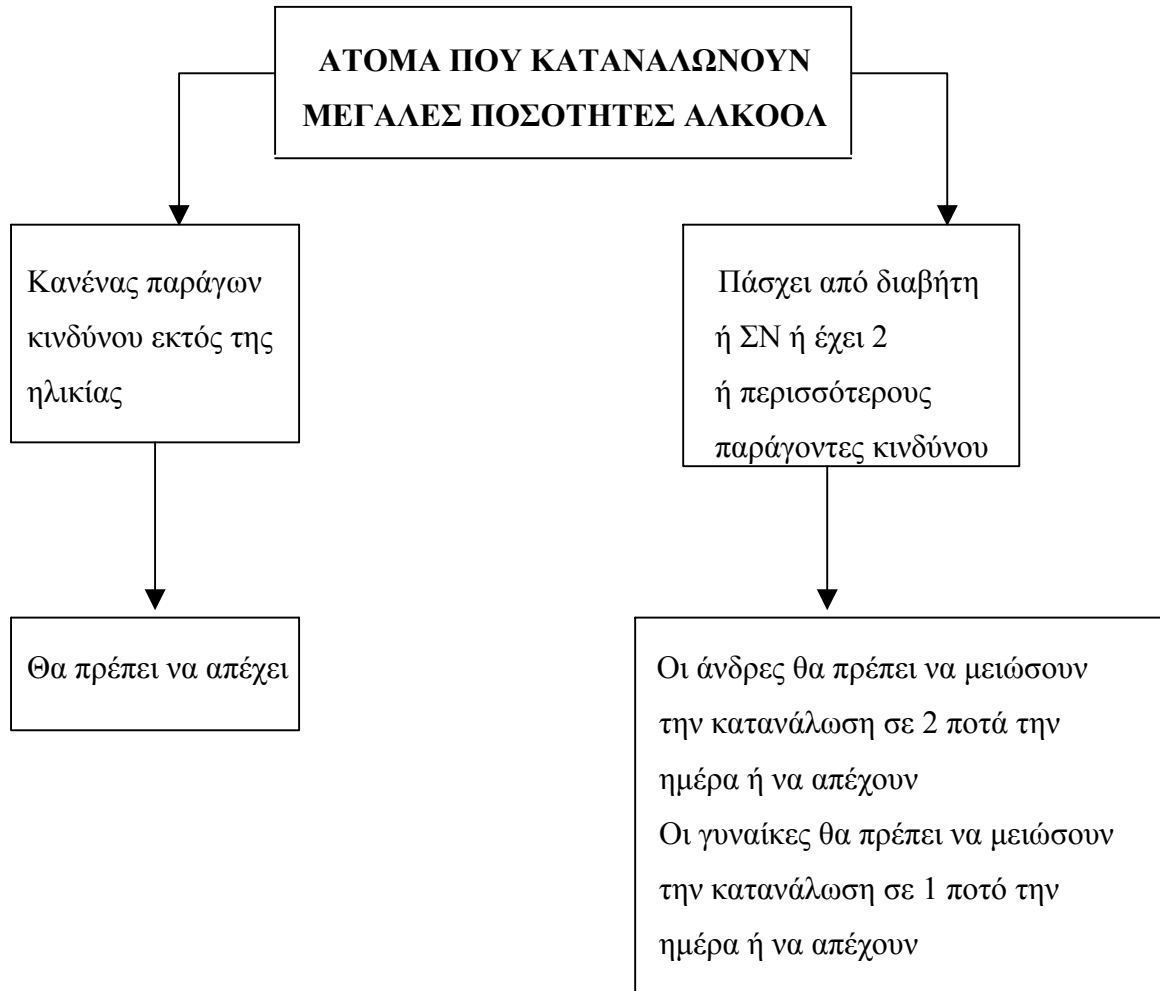 ΑΤΟΜΑ ΠΟΥ ΚΑΤΑΝΑΛΩΝΟΥΝ
ΜΕΓΑΛΕΣ ΠΟΣΟΤΗΤΕΣ ΑΛΚΟΟΛ
Κανένας παράγων
κινδύνου εκτός της
ηλικίας
Πάσχει από διαβήτη
ή ΣΝ ή έχει 2
ή περισσότερους
παράγοντες κινδύνου
Θα πρέπει να απέχει
Οι άνδρες θα πρέπει να μειώσουν
την κατανάλωση σε 2 ποτά την
ημέρα ή να απέχουν
Οι γυναίκες θα πρέπει να μειώσουν
την κατανάλωση σε 1 ποτό την
ημέρα ή να απέχουν